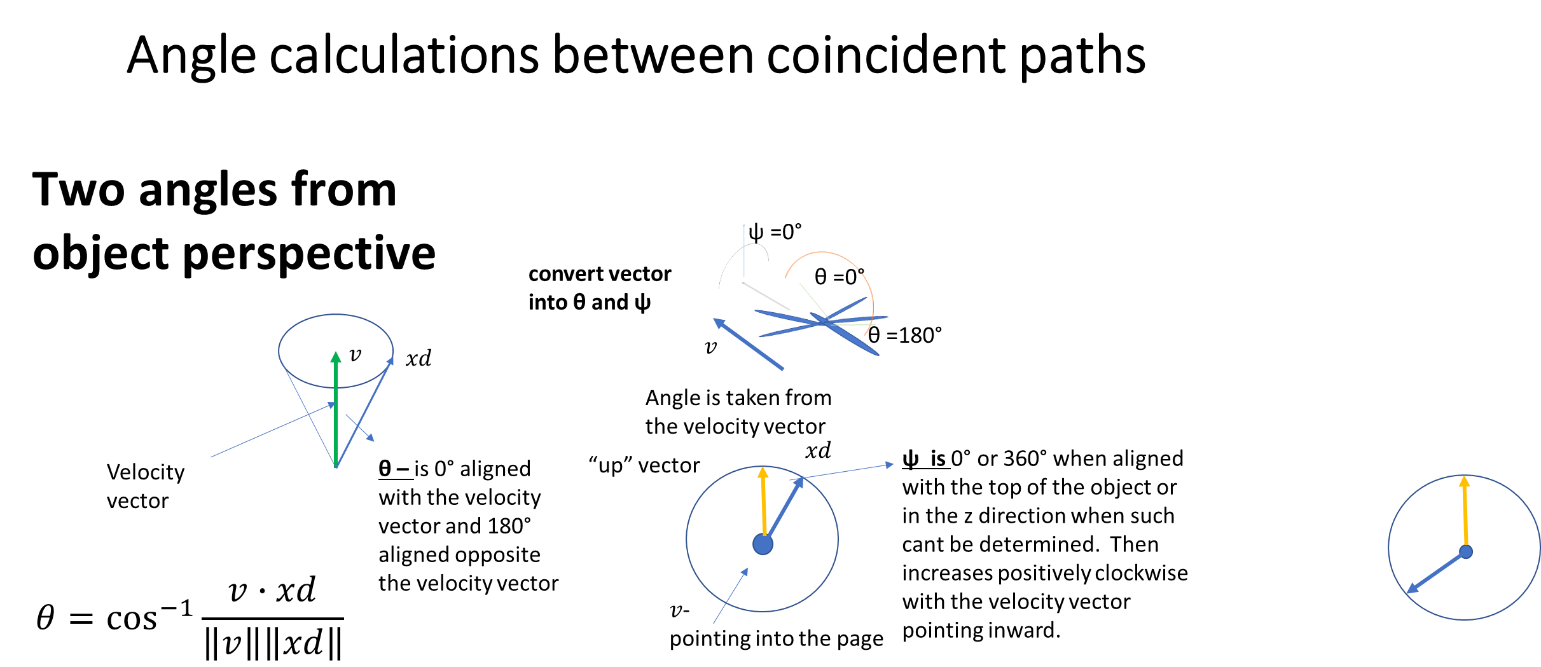 Angle calculations between coincident paths
Two angles from
object perspective
convert vector
into θ and ψ
ψ =0°
θ =0°
θ =180°
v
v
xd
Velocity
vector
θ – is 0° aligned
with the velocity
vector and 180°
aligned opposite
the velocity vector
θ = cos⁻¹ v · xd / ‖v‖‖xd‖
Angle is taken from
the velocity vector
xd
“up” vector
v-
pointing into the page
ψ is 0° or 360° when aligned
with the top of the object or
in the z direction when such
cant be determined. Then
increases positively clockwise
with the velocity vector
pointing inward.